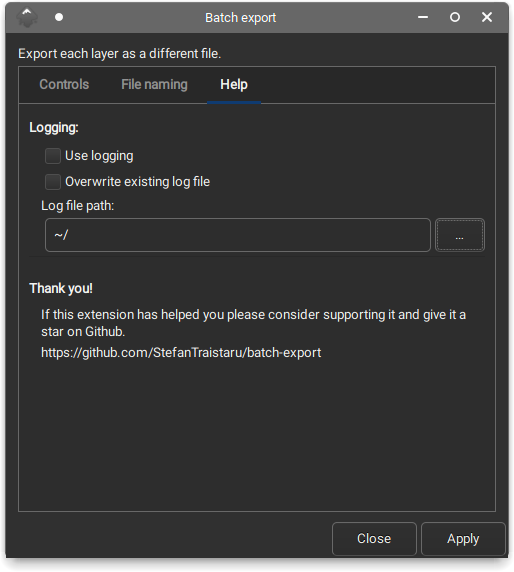 Batch export
Export each layer as a different file.
Controls File naming Help
Logging:
Use logging
Overwrite existing log file
Log file path:
~/
...
Thank you!
If this extension has helped you please consider supporting it and give it a
star on Github.
https://github.com/StefanTraistaru/batch-export
Close Apply